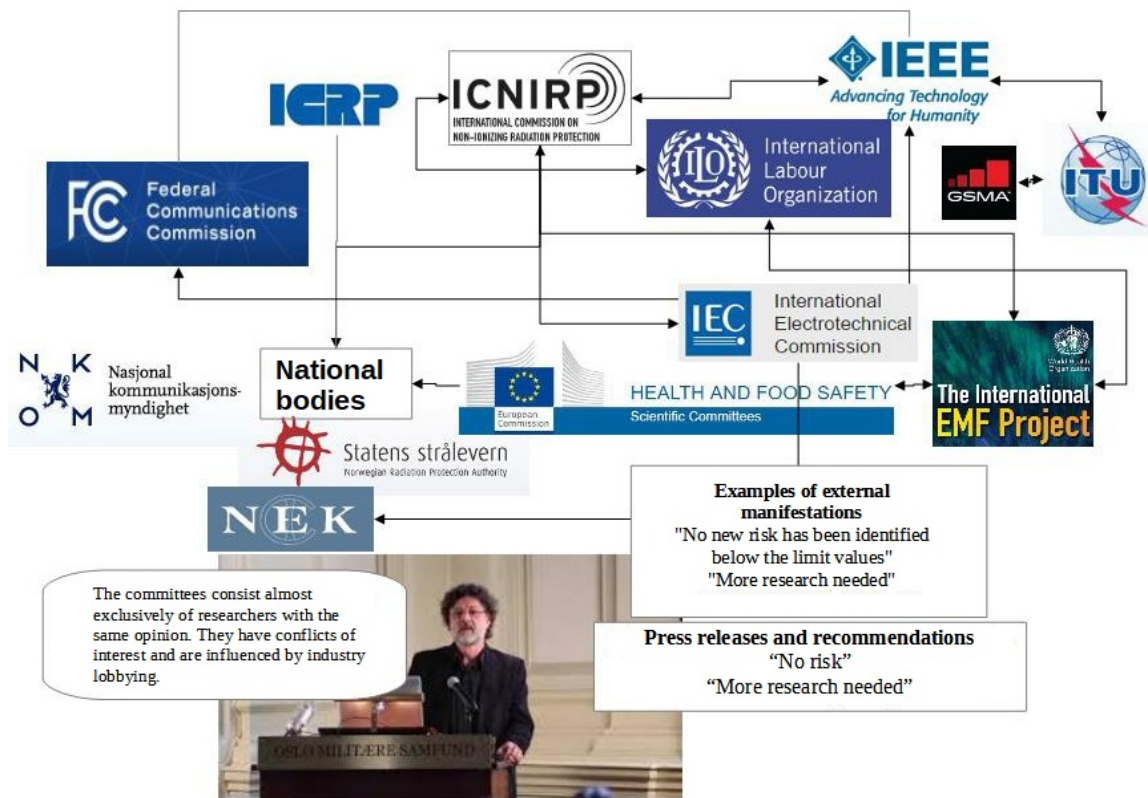 IEEE
Advancing Technology
for Humanity
ICRP
ICNIRP
INTERNATIONAL COMMISSION ON
NON-IONIZING RADIATION PROTECTION
ILO
International
Labour
Organization
GSMA
ITU
FCC
Federal
Communications
Commission
IEC
International
Electrotechnical
Commission
NKOM
Nasjonal
kommunikasjons-
myndighet
National
bodies
European
Commission
HEALTH AND FOOD SAFETY
Scientific Committees
World Health
Organization
The International
EMF Project
Statens strålevern
Norwegian Radiation Protection Authority
NEK
Examples of external
manifestations
"No new risk has been identified
below the limit values"
"More research needed"
The committees consist almost
exclusively of researchers with the
same opinion. They have conflicts of
interest and are influenced by industry
lobbying.
Press releases and recommendations
“No risk”
“More research needed”
OSLO MILITÆRE SAMFUND